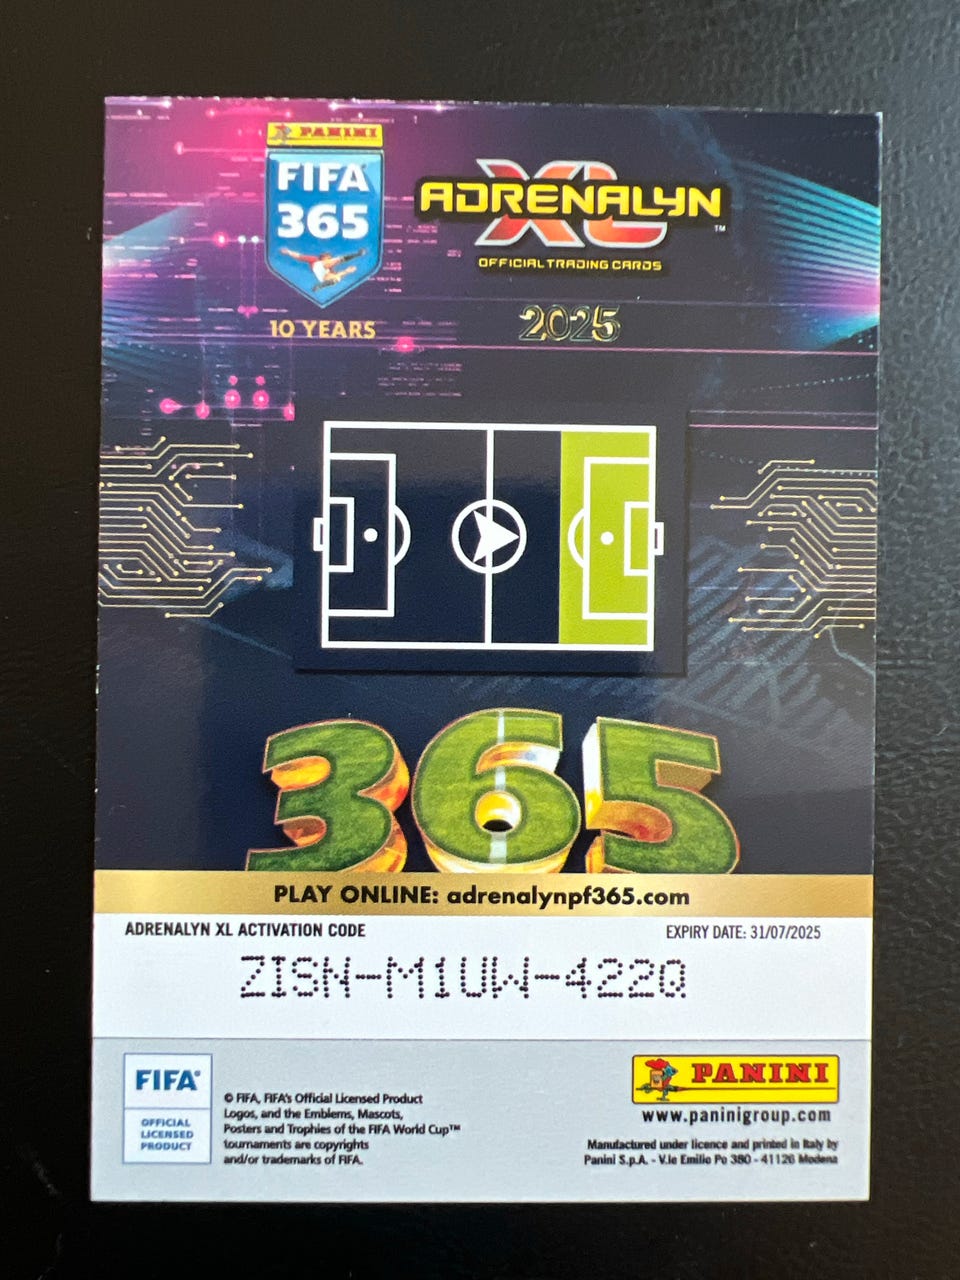 PANINI
FIFA
365
10 YEARS
ADRENALYN
XL
™
OFFICIAL TRADING CARDS
2025
365
PLAY ONLINE: adrenalynpf365.com
ADRENALYN XL ACTIVATION CODE
EXPIRY DATE: 31/07/2025
ZISN-M1UW-422Q
FIFA®
OFFICIAL
LICENSED
PRODUCT
© FIFA, FIFA's Official Licensed Product
Logos, and the Emblems, Mascots,
Posters and Trophies of the FIFA World Cup™
tournaments are copyrights
and/or trademarks of FIFA.
PANINI
www.paninigroup.com
Manufactured under licence and printed in Italy by
Panini S.p.A. - V.le Emilio Po 380 - 41126 Modena